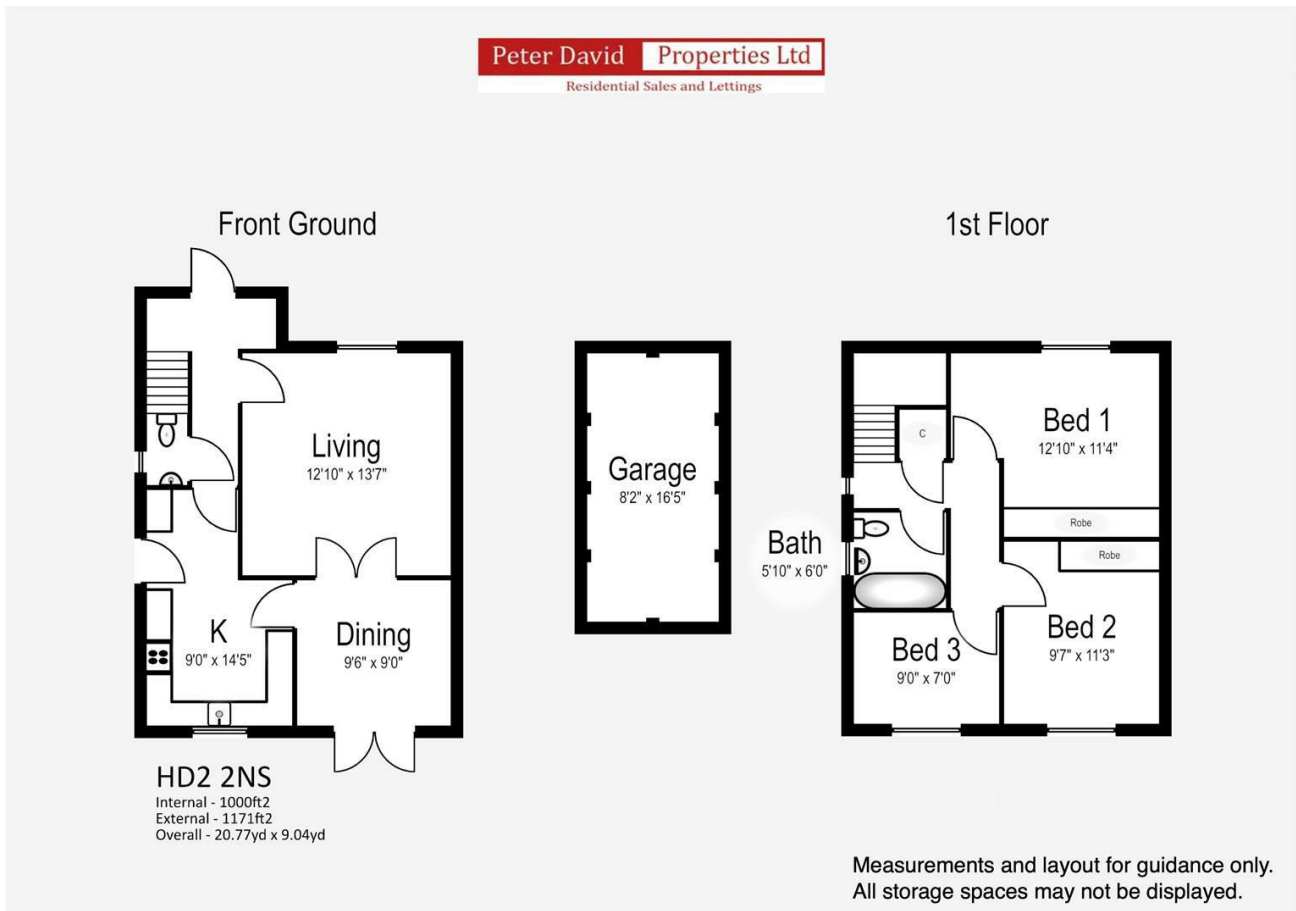 Peter David Properties Ltd
Residential Sales and Lettings
Front Ground
1st Floor
Living
12'10" x 13'7"
K
9'0" x 14'5"
Dining
9'6" x 9'0"
Garage
8'2" x 16'5"
C
Bed 1
12'10" x 11'4"
Robe
Robe
Bath
5'10" x 6'0"
Bed 2
9'7" x 11'3"
Bed 3
9'0" x 7'0"
HD2 2NS
Internal - 1000ft2
External - 1171ft2
Overall - 20.77yd x 9.04yd
Measurements and layout for guidance only.
All storage spaces may not be displayed.